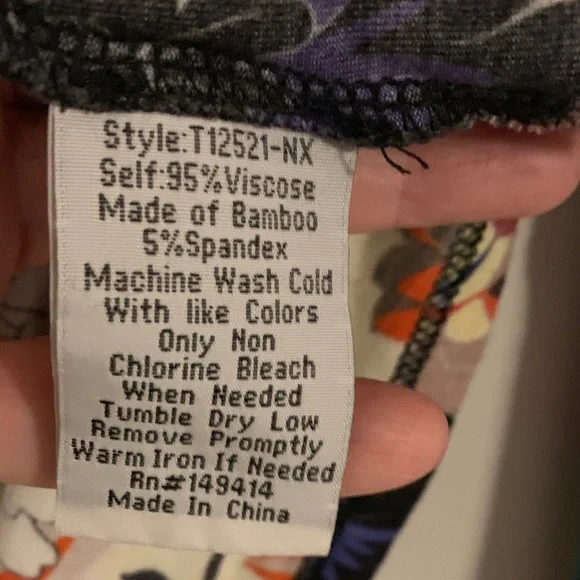 Style:T12521-NX
Self:95%Viscose
Made of Bamboo
5%Spandex
Machine Wash Cold
With like Colors
Only Non
Chlorine Bleach
When Needed
Tumble Dry Low
Remove Promptly
Warm Iron If Needed
Rn#149414
Made In China